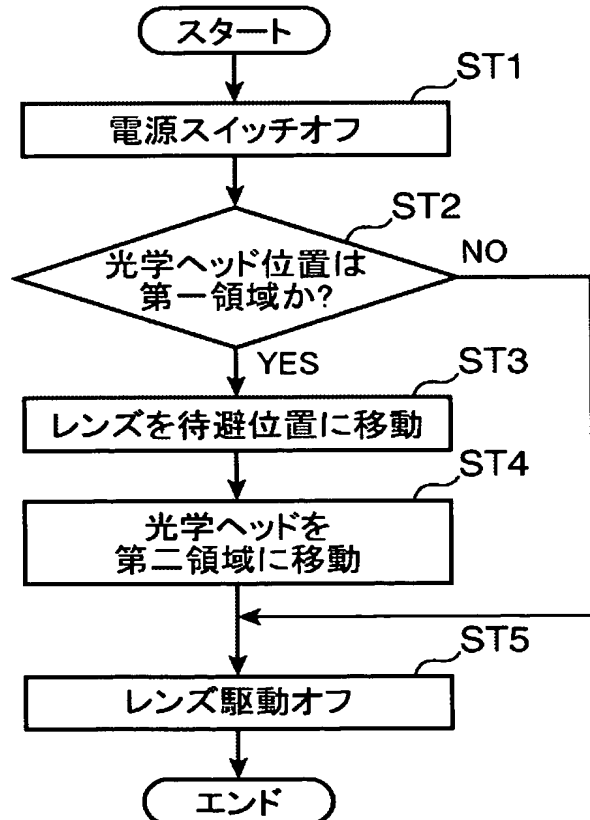 スタート
ST1
電源スイッチオフ
ST2
光学ヘッド位置は
第一領域か?
NO
YES
ST3
レンズを待避位置に移動
ST4
光学ヘッドを
第二領域に移動
ST5
レンズ駆動オフ
エンド